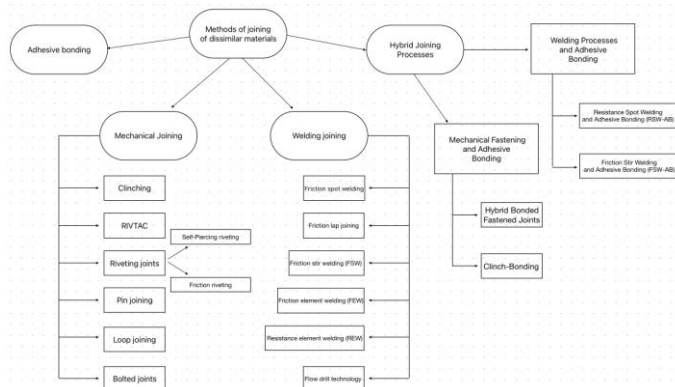 Methods of joining
of dissimilar materials
Adhesive bonding
Hybrid Joining
Processes
Welding Processes
and Adhesive
Bonding
Resistance Spot Welding
and Adhesive Bonding (RSW-AB)
Friction Stir Welding
and Adhesive Bonding (FSW-AB)
Mechanical Fastening
and Adhesive
Bonding
Hybrid Bonded
Fastened Joints
Clinch-Bonding
Mechanical Joining
Clinching
RIVTAC
Riveting joints
Self-Piercing riveting
Friction riveting
Pin joining
Loop joining
Bolted joints
Welding joining
Friction spot welding
Friction lap joining
Friction stir welding (FSW)
Friction element welding (FEW)
Resistance element welding (REW)
Flow drill technology